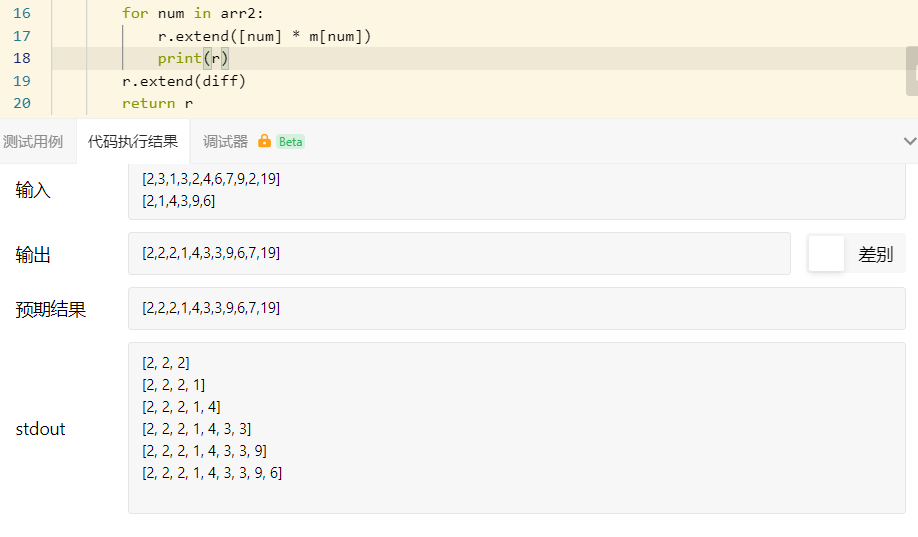 16 for num in arr2:
17 r.extend([num] * m[num])
18 print(r)
19 r.extend(diff)
20 return r
测试用例 代码执行结果 调试器 Beta
输入
[2,3,1,3,2,4,6,7,9,2,19]
[2,1,4,3,9,6]
输出 [2,2,2,1,4,3,3,9,6,7,19] 差别
预期结果 [2,2,2,1,4,3,3,9,6,7,19]
stdout
[2, 2, 2]
[2, 2, 2, 1]
[2, 2, 2, 1, 4]
[2, 2, 2, 1, 4, 3, 3]
[2, 2, 2, 1, 4, 3, 3, 9]
[2, 2, 2, 1, 4, 3, 3, 9, 6]